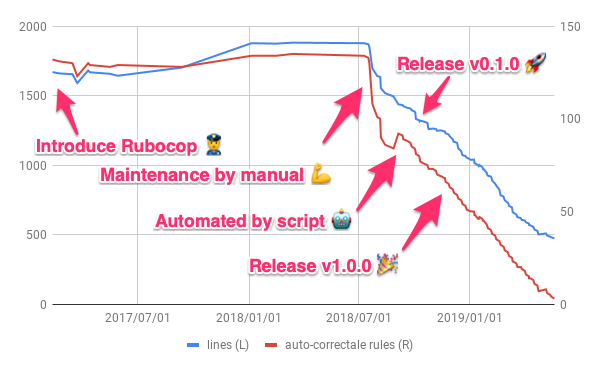 2000
150
Release v0.1.0 🚀
1500
100
Introduce Rubocop 👮
Maintenance by manual 💪
1000
Automated by script 🤖
500
50
Release v1.0.0 🎉
0
0
2017/07/01
2018/01/01
2018/07/01
2019/01/01
lines (L)
auto-correctale rules (R)